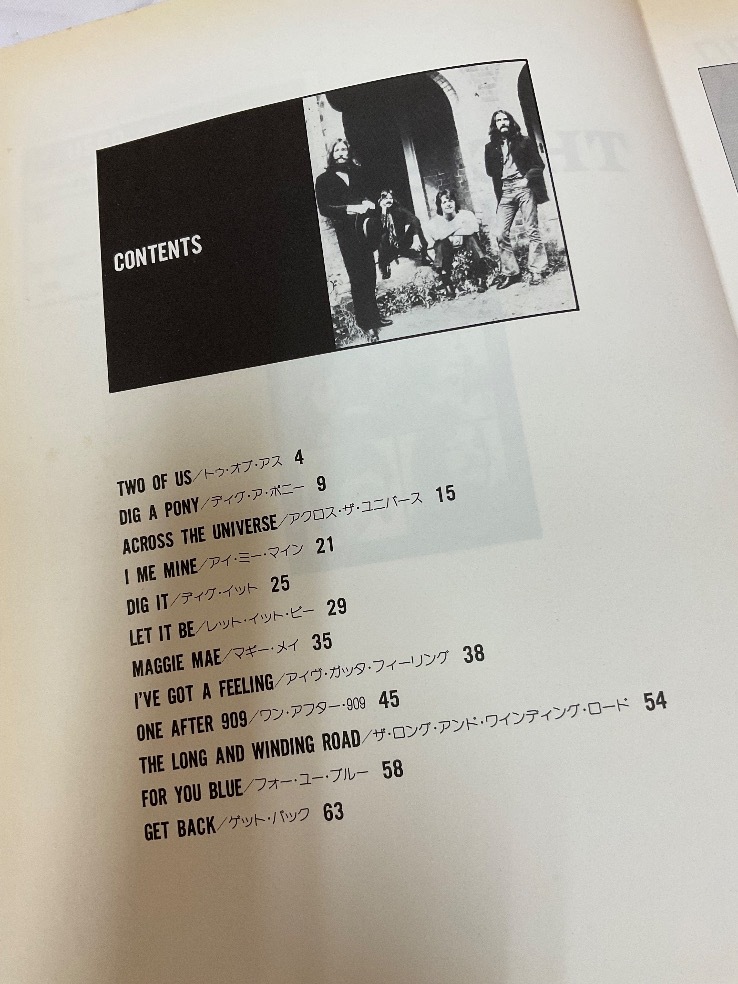 CONTENTS
TWO OF US/トゥ・オブ・アス 4
DIG A PONY/ディグ・ア・ポニー 9
ACROSS THE UNIVERSE/アクロス・ザ・ユニバース 15
I ME MINE/アイ・ミー・マイン 21
DIG IT/ディグ・イット 25
LET IT BE/レット・イット・ビー 29
MAGGIE MAE/マギー・メイ 35
I'VE GOT A FEELING/アイヴ・ガッタ・フィーリング 38
ONE AFTER 909/ワン・アフター・909 45
THE LONG AND WINDING ROAD/ザ・ロング・アンド・ワインディング・ロード 54
FOR YOU BLUE/フォー・ユー・ブルー 58
GET BACK/ゲット・バック 63